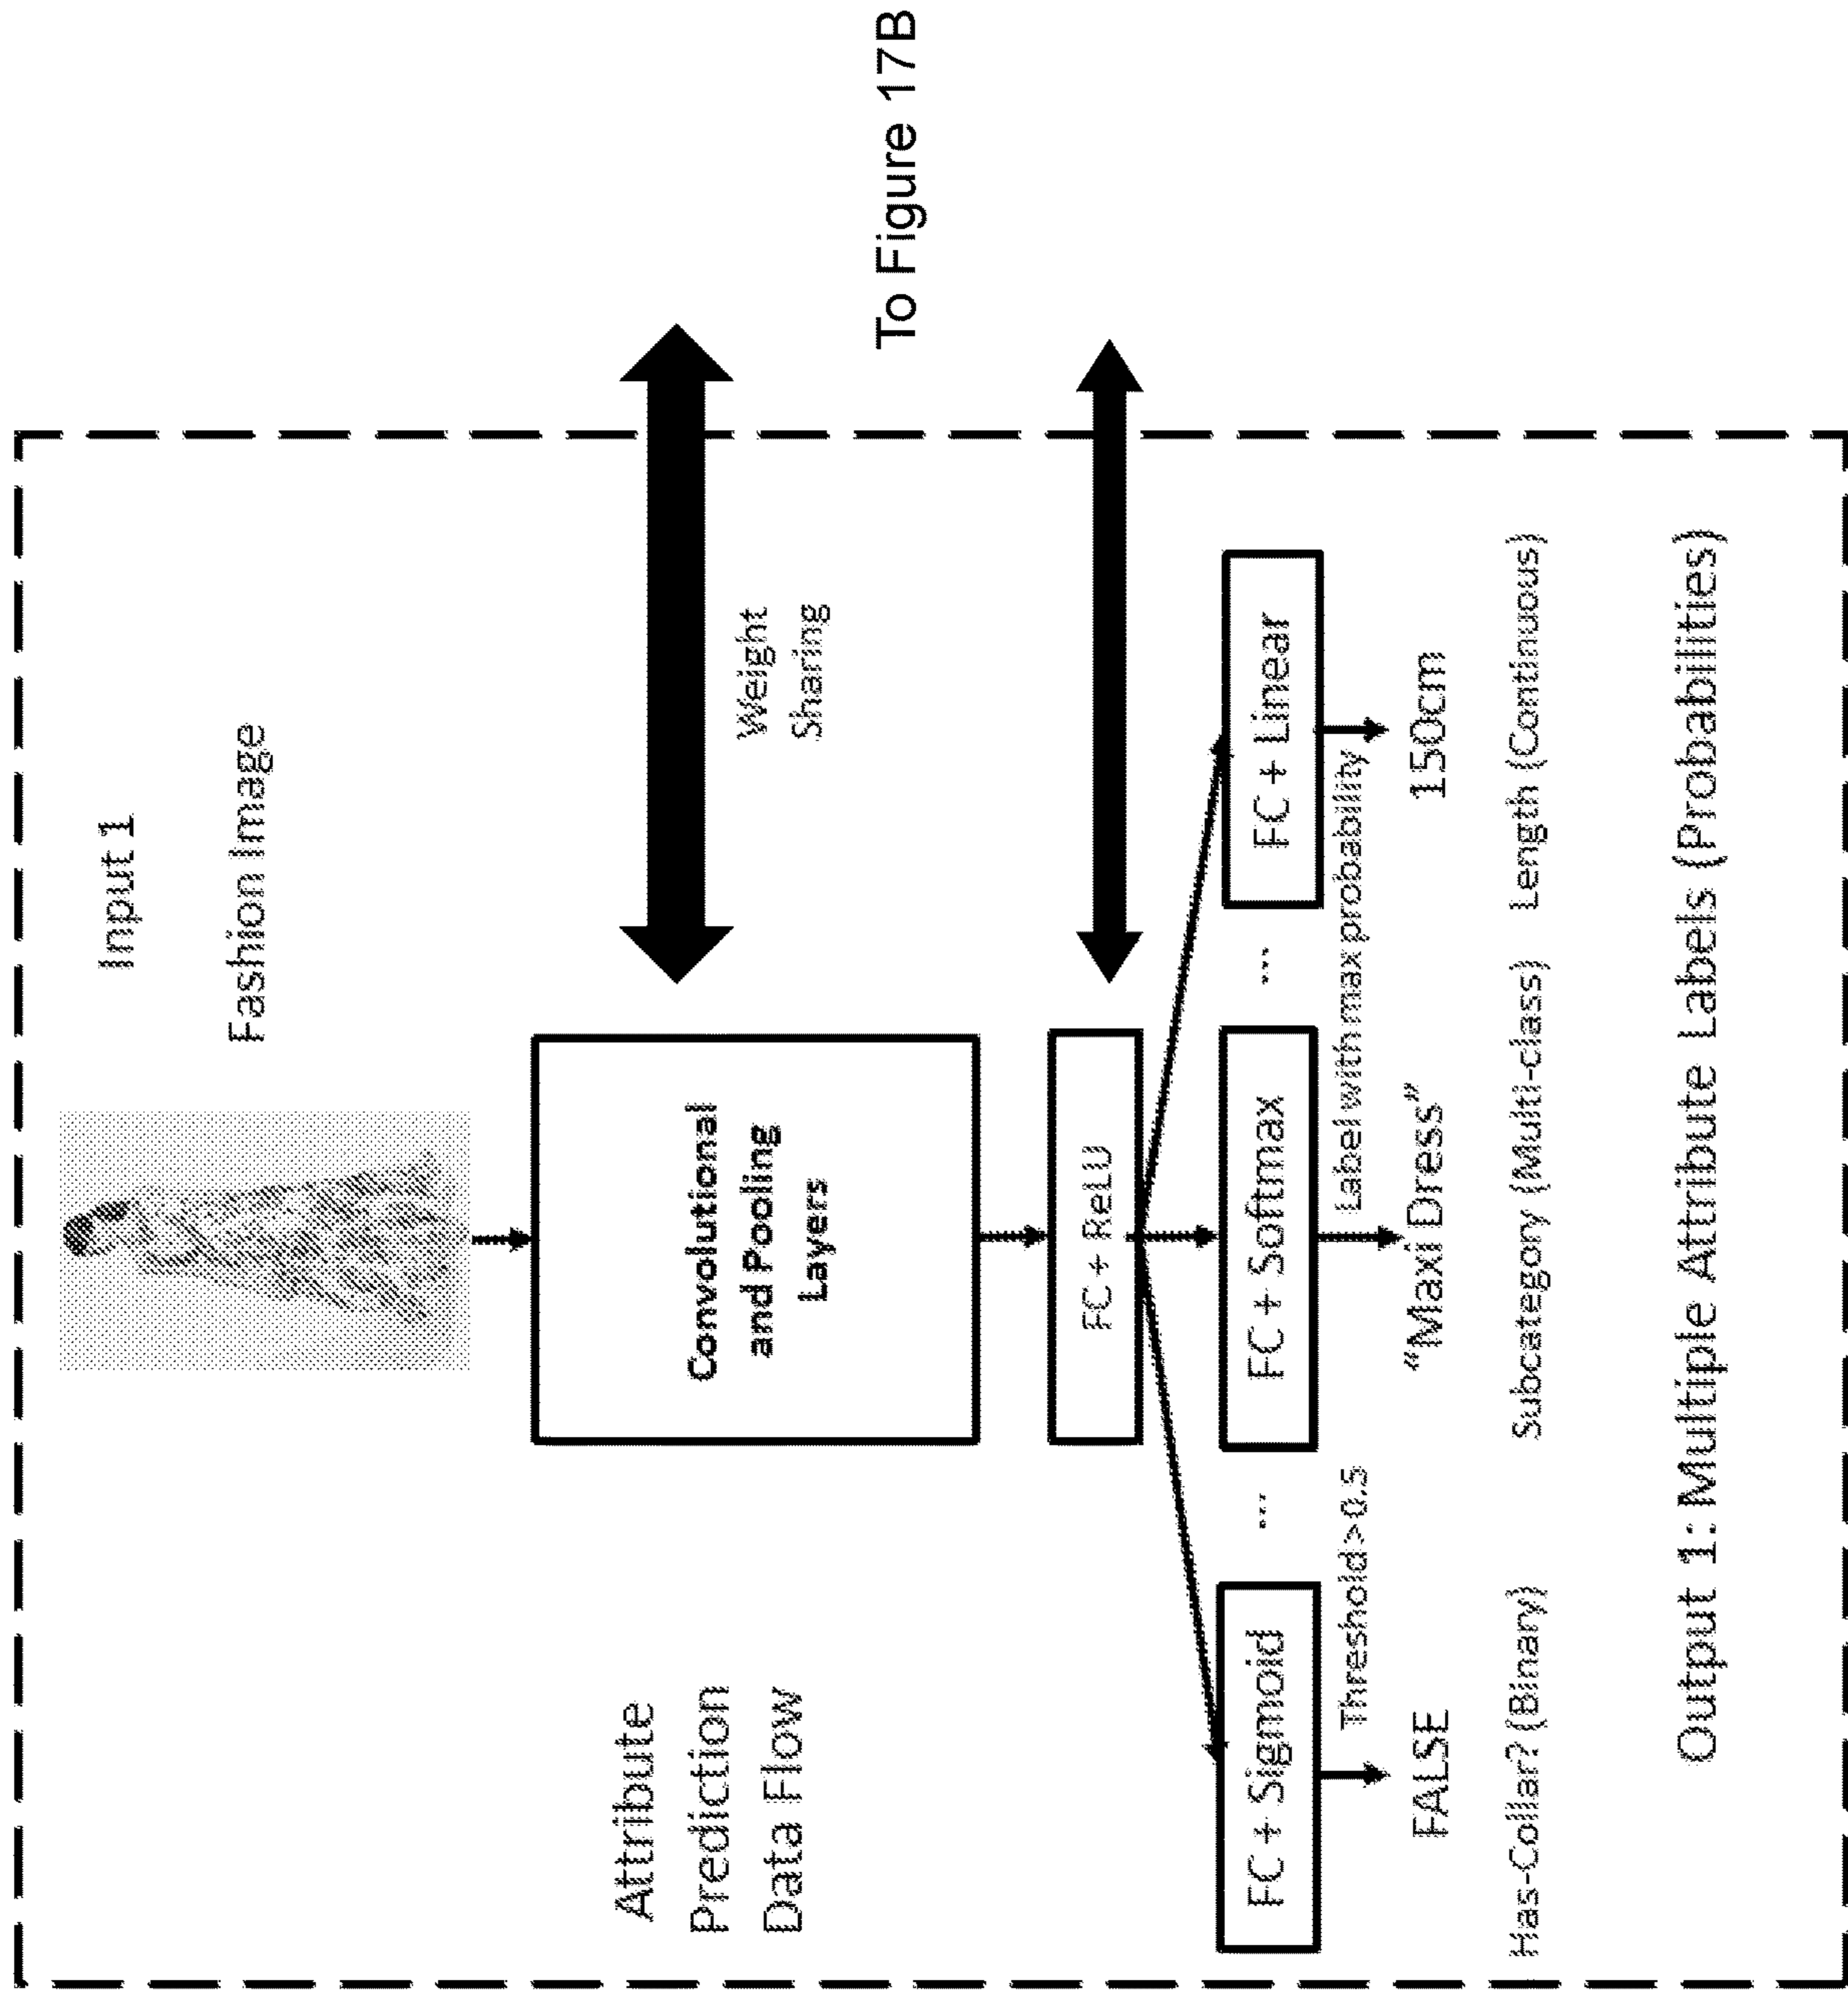 Input 1
Fashion Image
Attribute
Prediction
Data Flow
Convolutional
and Pooling
Layers
Weight
Sharing
To Figure 17B
FC + ReLU
FC + Sigmoid
...
FC + Softmax
...
FC + Linear
Threshold>0.5
Label with max probability
FALSE
“Maxi Dress”
150cm
Has-Collar? (Binary)
Subcategory (Multi-class)
Length (Continuous)
Output 1: Multiple Attribute Labels (Probabilities)